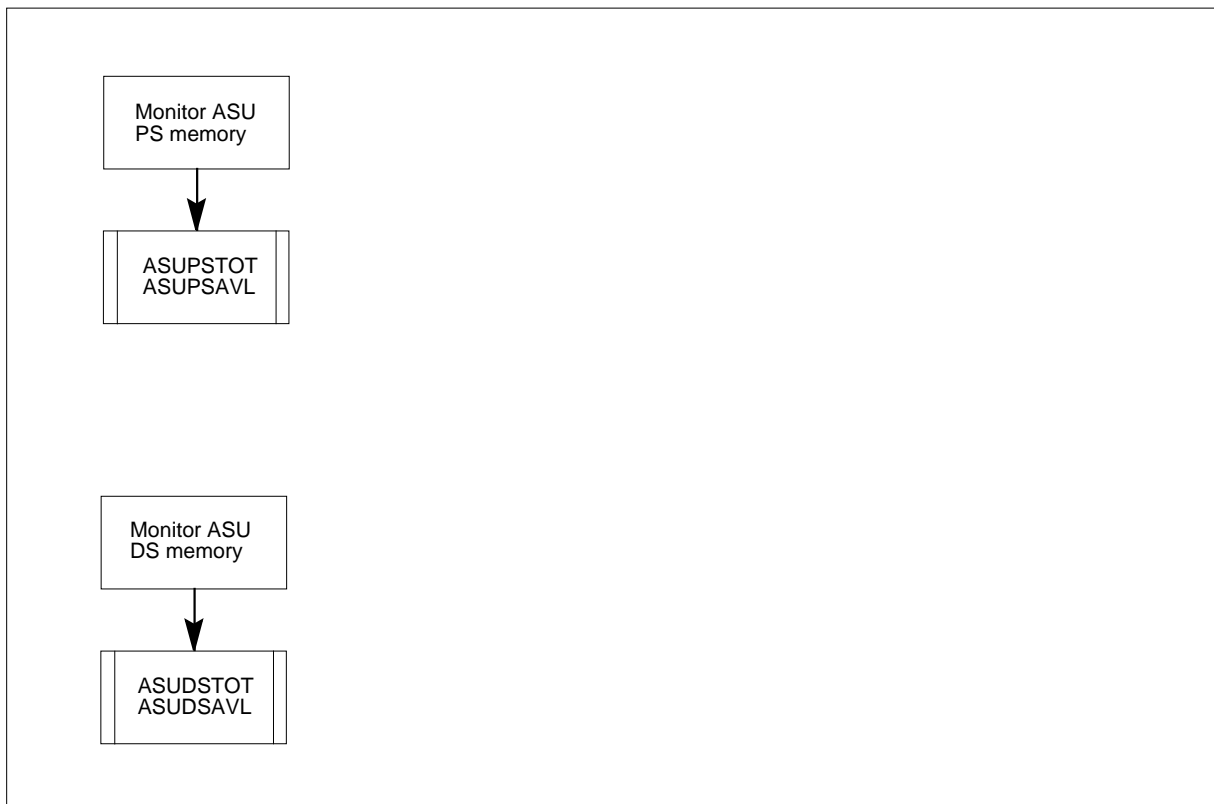 Monitor ASU
PS memory
ASUPSTOT
ASUPSAVL
Monitor ASU
DS memory
ASUDSTOT
ASUDSAVL